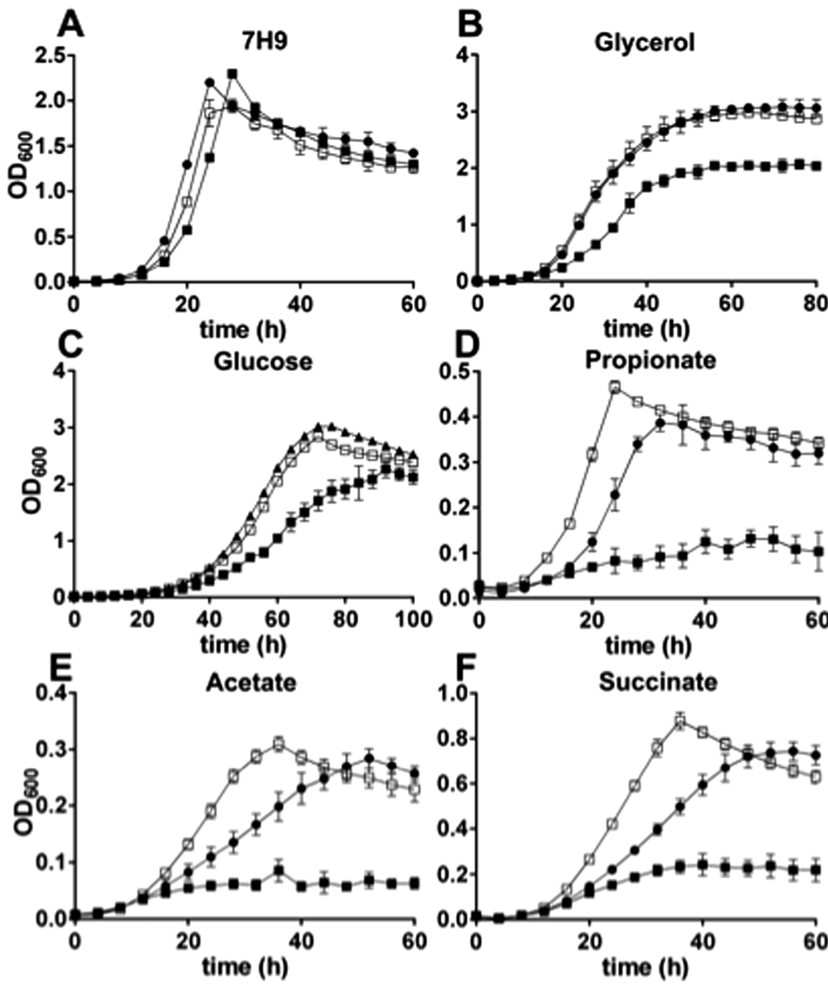 A
7H9
OD600
2.5
2.0
1.5
1.0
0.5
0.0
0 20 40 60
time (h)
B
Glycerol
4
3
2
1
0
0 20 40 60 80
time (h)
C
Glucose
OD600
4
3
2
1
0
0 20 40 60 80 100
time (h)
D
Propionate
0.5
0.4
0.3
0.2
0.1
0.0
0 20 40 60
time (h)
E
Acetate
OD600
0.4
0.3
0.2
0.1
0.0
0 20 40 60
time (h)
F
Succinate
1.0
0.8
0.6
0.4
0.2
0.0
0 20 40 60
time (h)